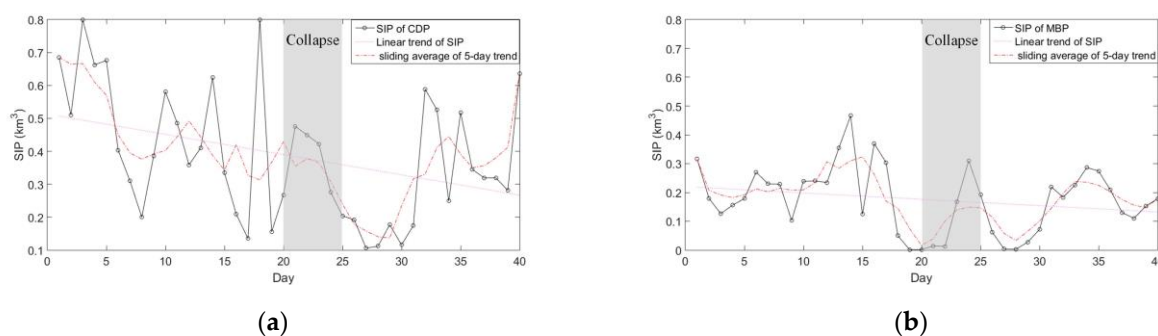 0.8
0.7
0.6
0.5
0.4
0.3
0.2
0.1
SIP (km³)
0 5 10 15 20 25 30 35 40
Day
Collapse
SIP of CDP
Linear trend of SIP
sliding average of 5-day trend
(a)
0.8
0.7
0.6
0.5
0.4
0.3
0.2
0.1
0
SIP (km³)
0 5 10 15 20 25 30 35 40
Day
Collapse
SIP of MBP
Linear trend of SIP
sliding average of 5-day trend
(b)